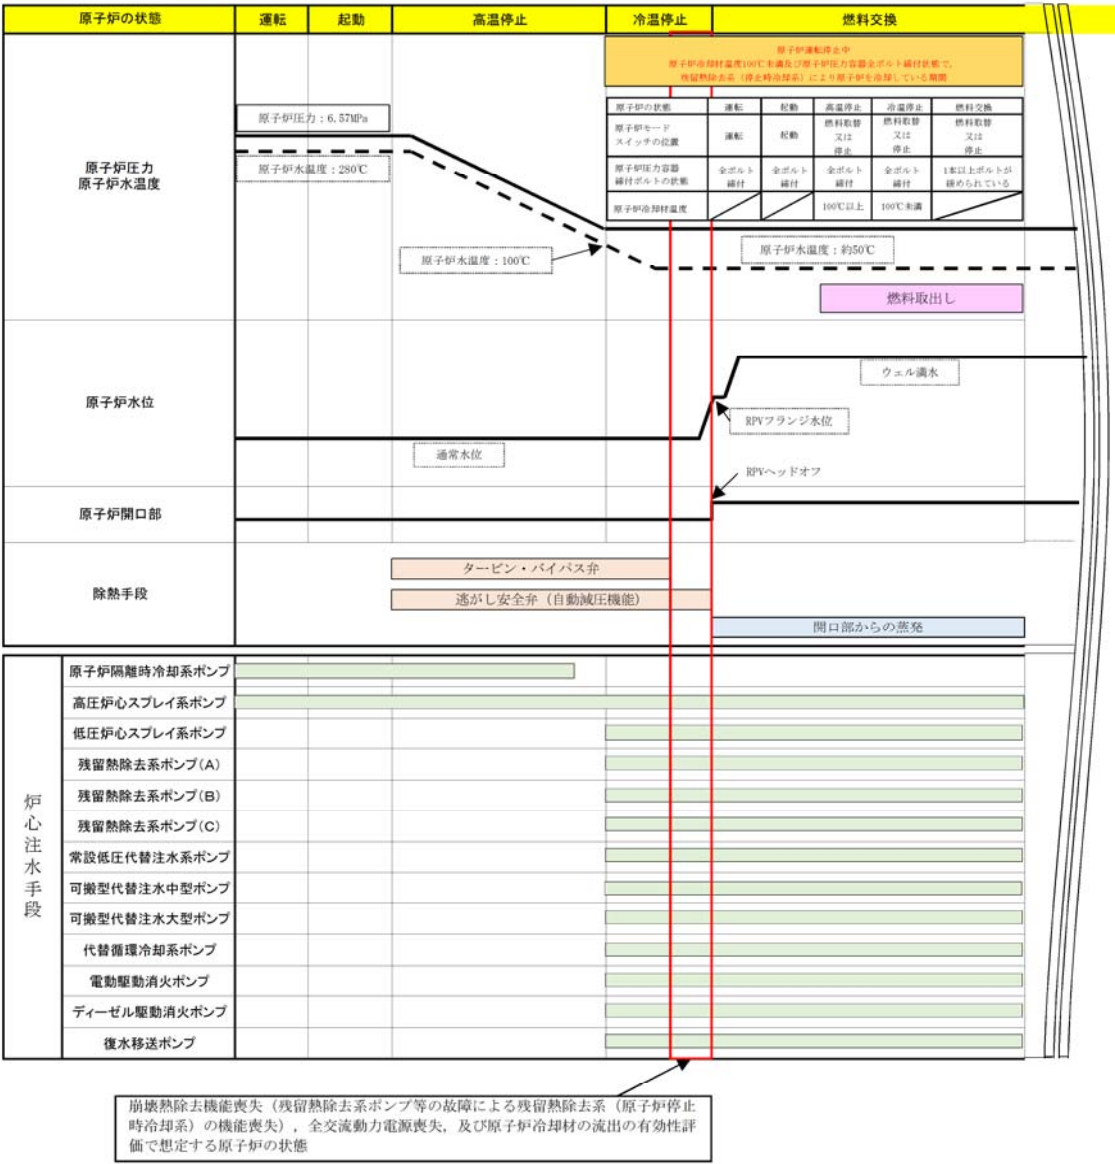 原子炉の状態 運転 起動 高温停止 冷温停止 燃料交換
原子炉運転停止中
原子炉冷却材温度100℃未満及び原子炉圧力容器全ボルト締付状態で,
残留熱除去系（停止時冷却系）により原子炉を冷却している期間
原子炉の状態 運転 起動 高温停止 冷温停止 燃料交換
原子炉モード
スイッチの位置
運転 起動
燃料取替
又は
停止
燃料取替
又は
停止
燃料取替
又は
停止
原子炉圧力容器
締付ボルトの状態
全ボルト
締付
全ボルト
締付
全ボルト
締付
全ボルト
締付
1本以上ボルトが
緩められている
原子炉冷却材温度 100℃以上 100℃未満
原子炉圧力
原子炉水温度
原子炉圧力：6.57MPa
原子炉水温度：280℃
原子炉水温度：100℃
原子炉水温度：約50℃
燃料取出し
原子炉水位
ウェル満水
RPVフランジ水位
通常水位
RPVヘッドオフ
原子炉開口部
除熱手段
タービン・バイパス弁
逃がし安全弁（自動減圧機能）
開口部からの蒸発
炉心注水手段
原子炉隔離時冷却系ポンプ
高圧炉心スプレイ系ポンプ
低圧炉心スプレイ系ポンプ
残留熱除去系ポンプ(A)
残留熱除去系ポンプ(B)
残留熱除去系ポンプ(C)
常設低圧代替注水系ポンプ
可搬型代替注水中型ポンプ
可搬型代替注水大型ポンプ
代替循環冷却系ポンプ
電動駆動消火ポンプ
ディーゼル駆動消火ポンプ
復水移送ポンプ
崩壊熱除去機能喪失（残留熱除去系ポンプ等の故障による残留熱除去系（原子炉停止
時冷却系）の機能喪失）, 全交流動力電源喪失, 及び原子炉冷却材の流出の有効性評
価で想定する原子炉の状態